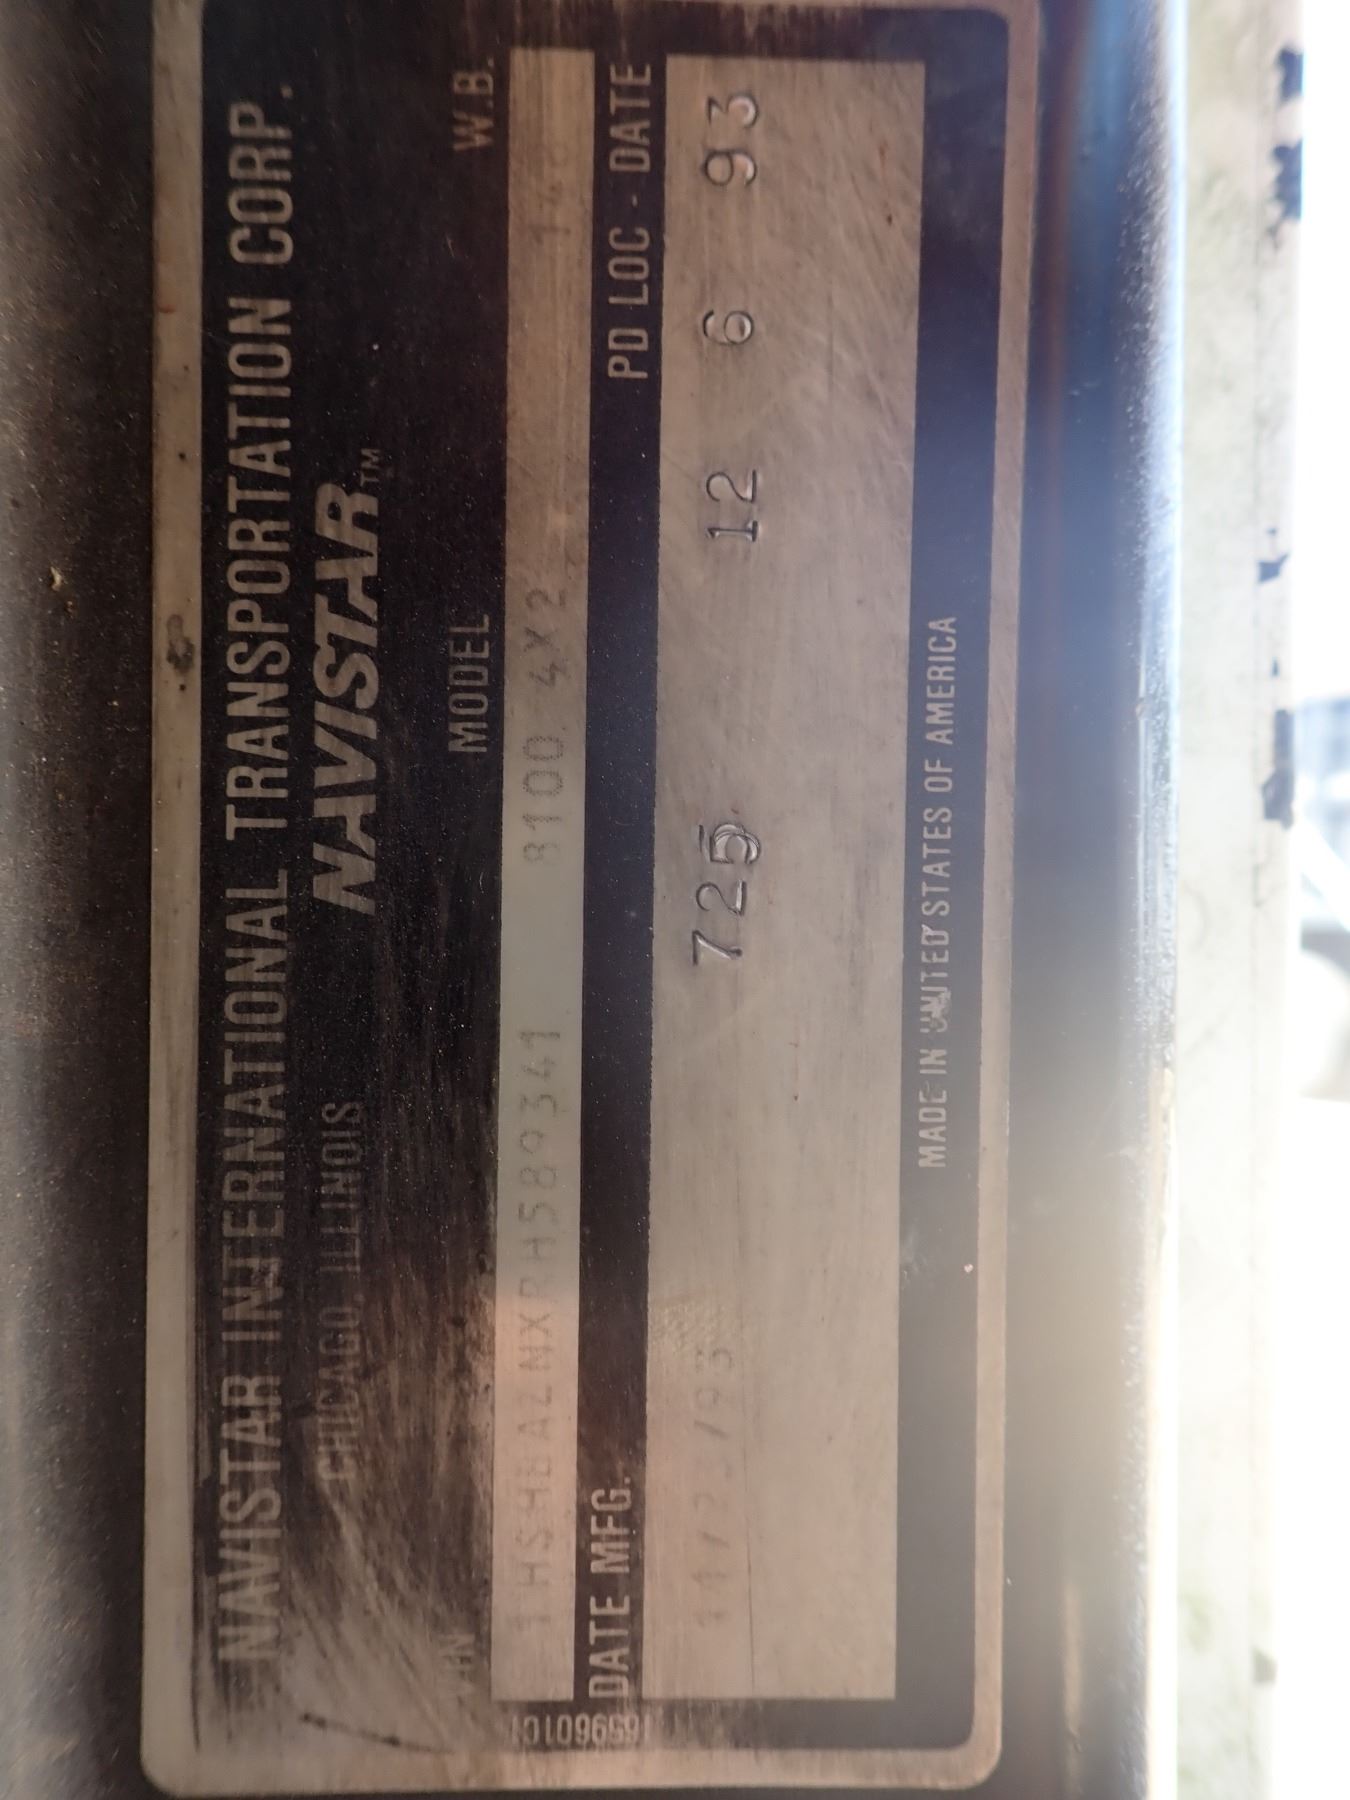 NAVISTAR INTERNATIONAL TRANSPORTATION CORP.
CHICAGO, ILLINOIS NAVISTAR™
VIN MODEL W.B.
8100 4X2
DATE MFG. PD LOC - DATE
725 12 6 93
MADE IN UNITED STATES OF AMERICA